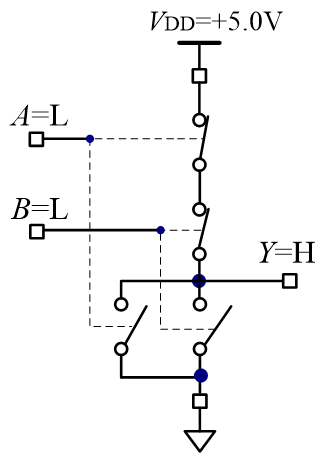 VDD=+5.0V
A=L
B=L
Y=H